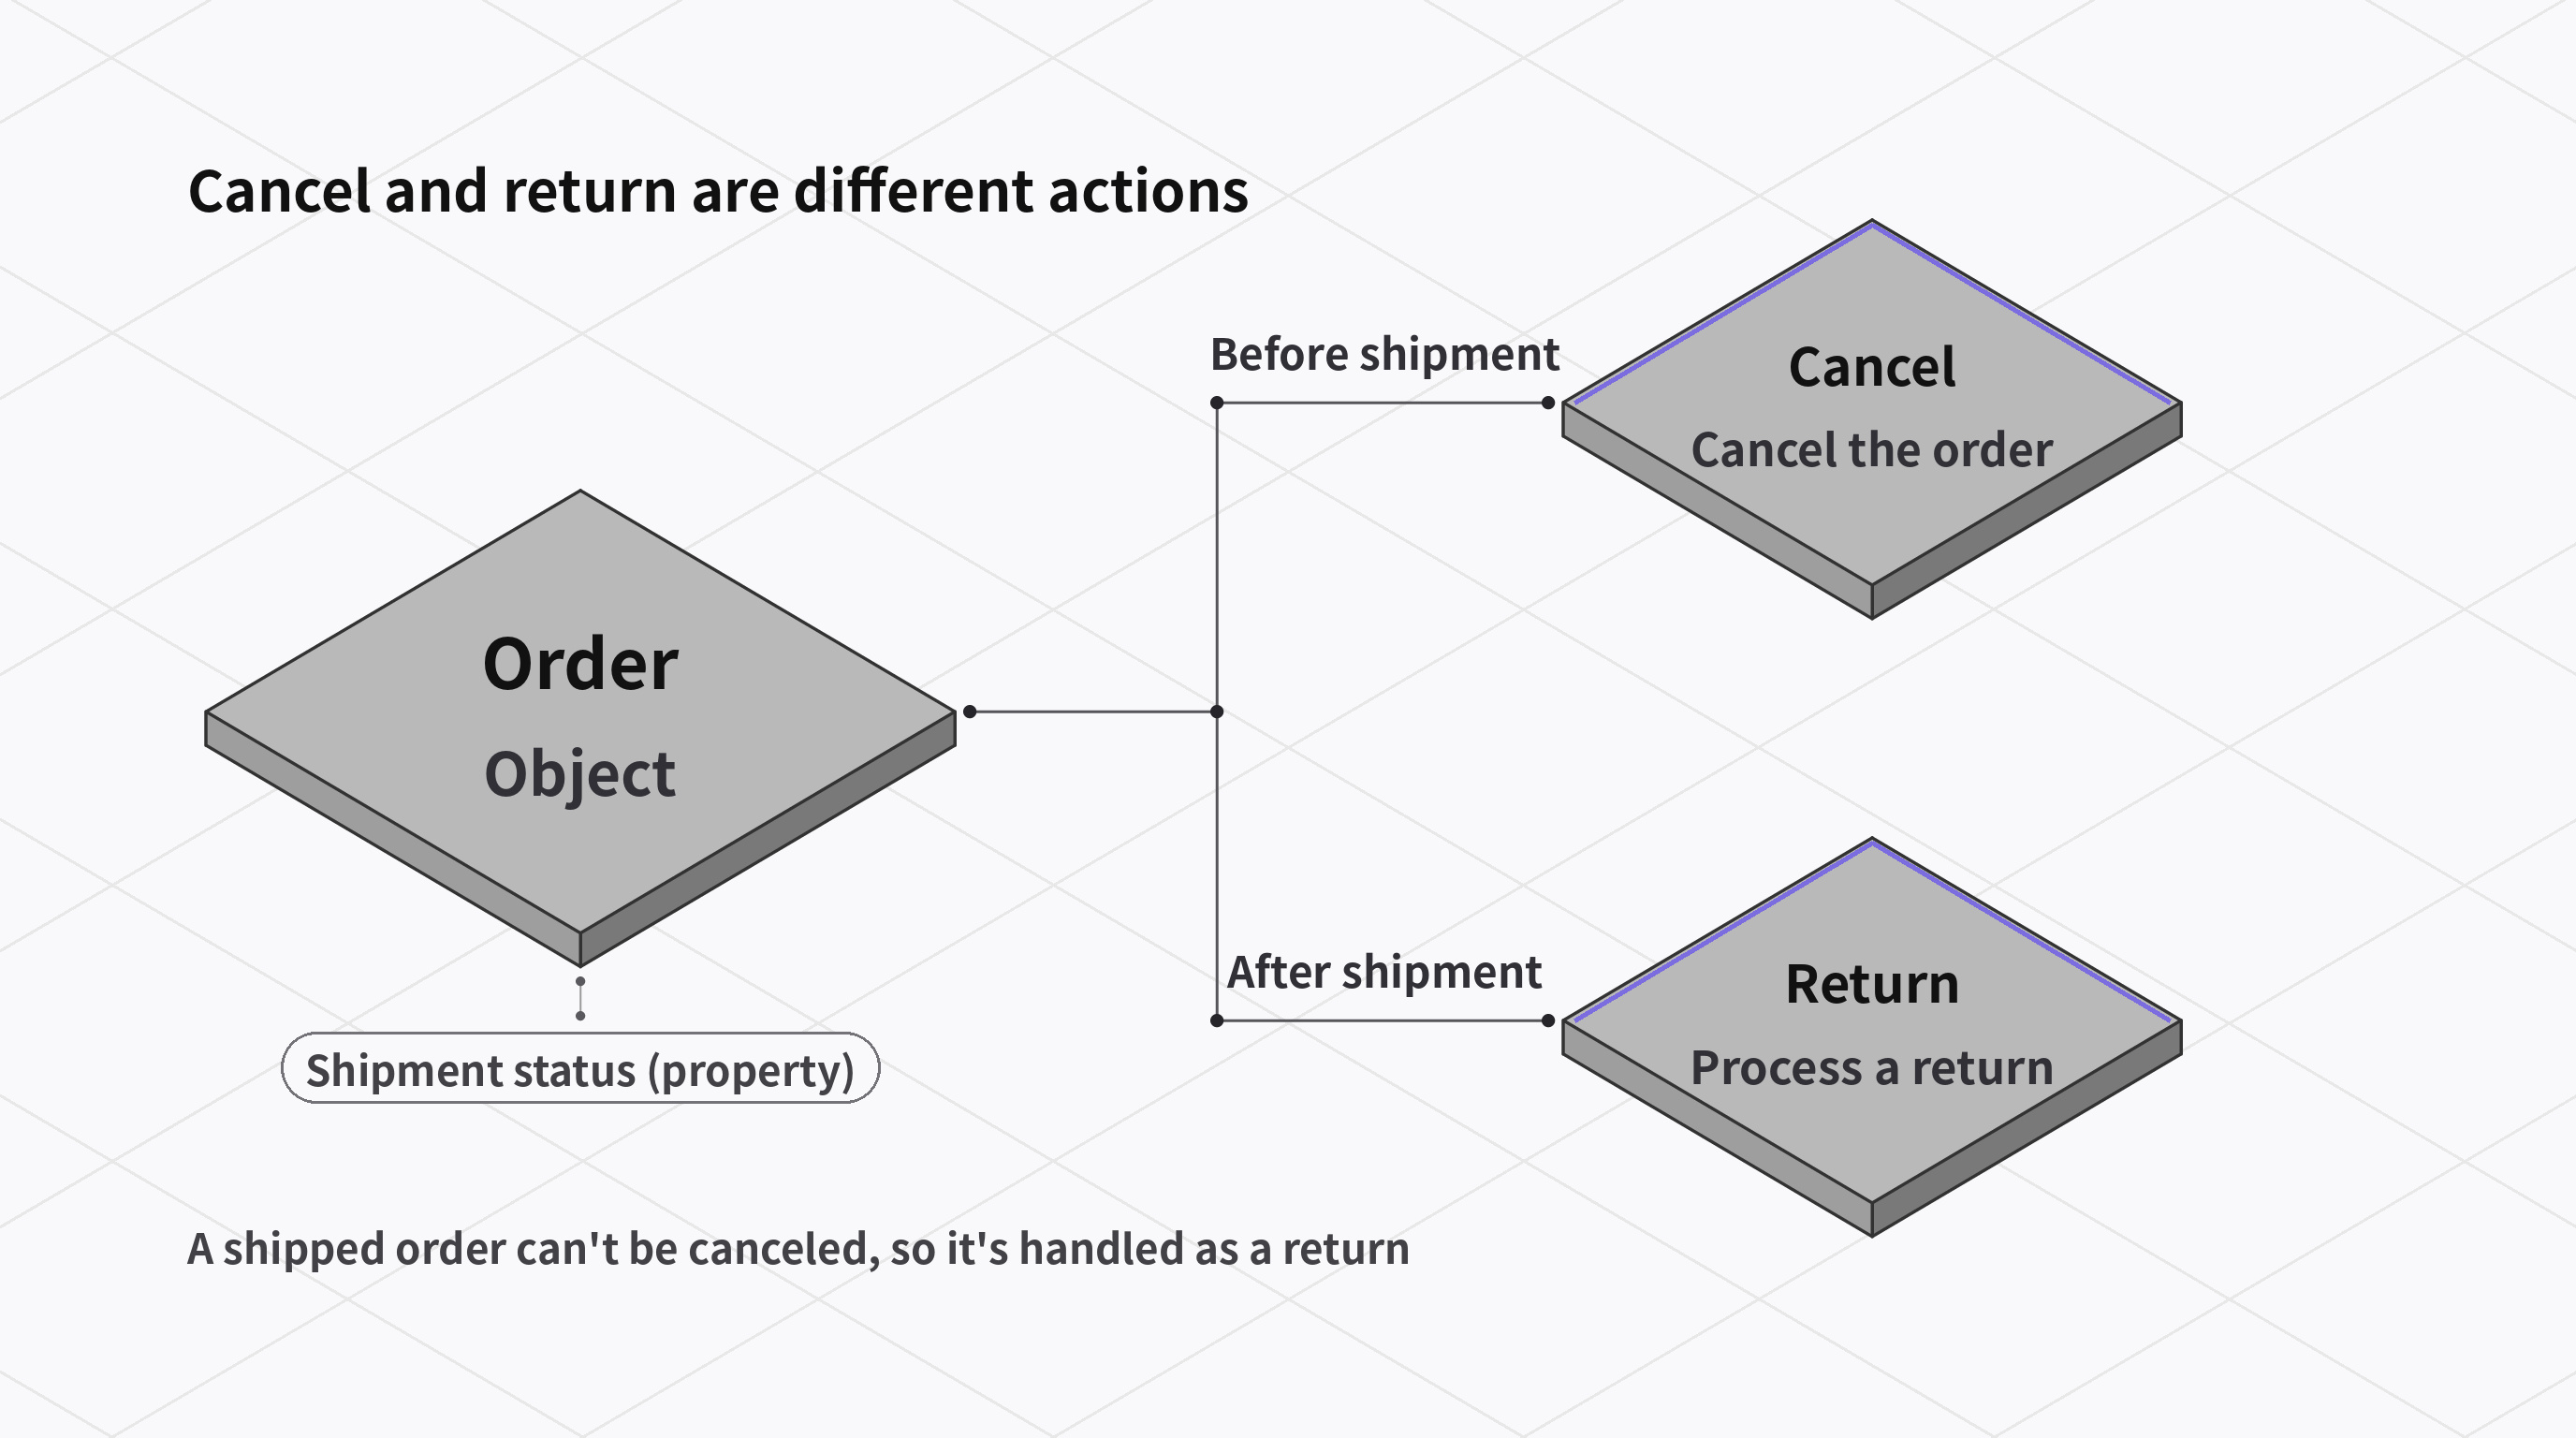 Cancel and return are different actions
Before shipment
Cancel
Cancel the order
Order
Object
After shipment
Return
Process a return
Shipment status (property)
A shipped order can't be canceled, so it's handled as a return